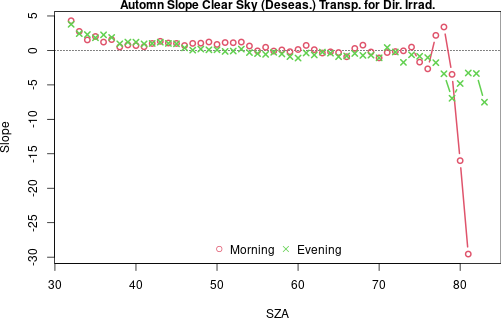 Automn Slope Clear Sky (Deseas.) Transp. for Dir. Irrad.
Slope
5
0
-5
-10
-15
-20
-25
-30
Morning Evening
30 40 50 60 70 80
SZA